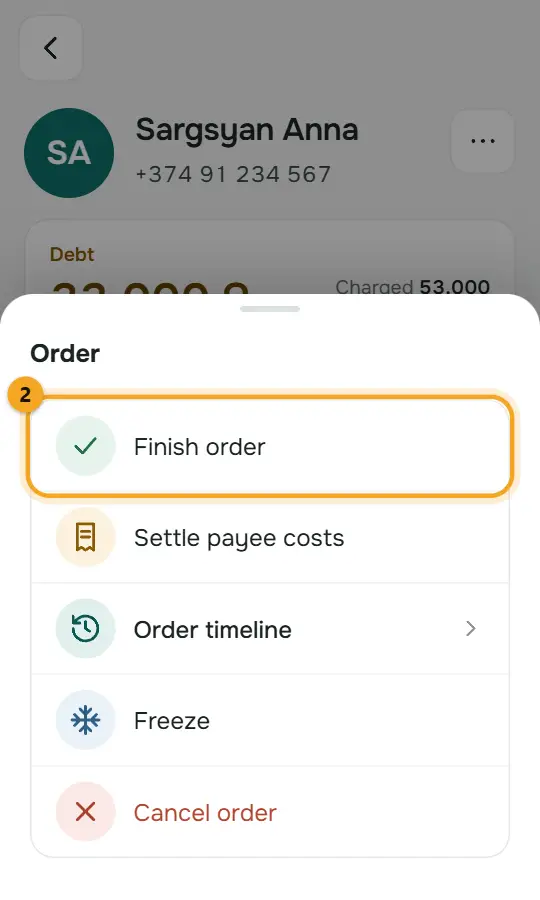 Sargsyan Anna
SA
+374 91 234 567
Debt
Charged 53,000
Order
2
Finish order
Settle payee costs
Order timeline
Freeze
Cancel order